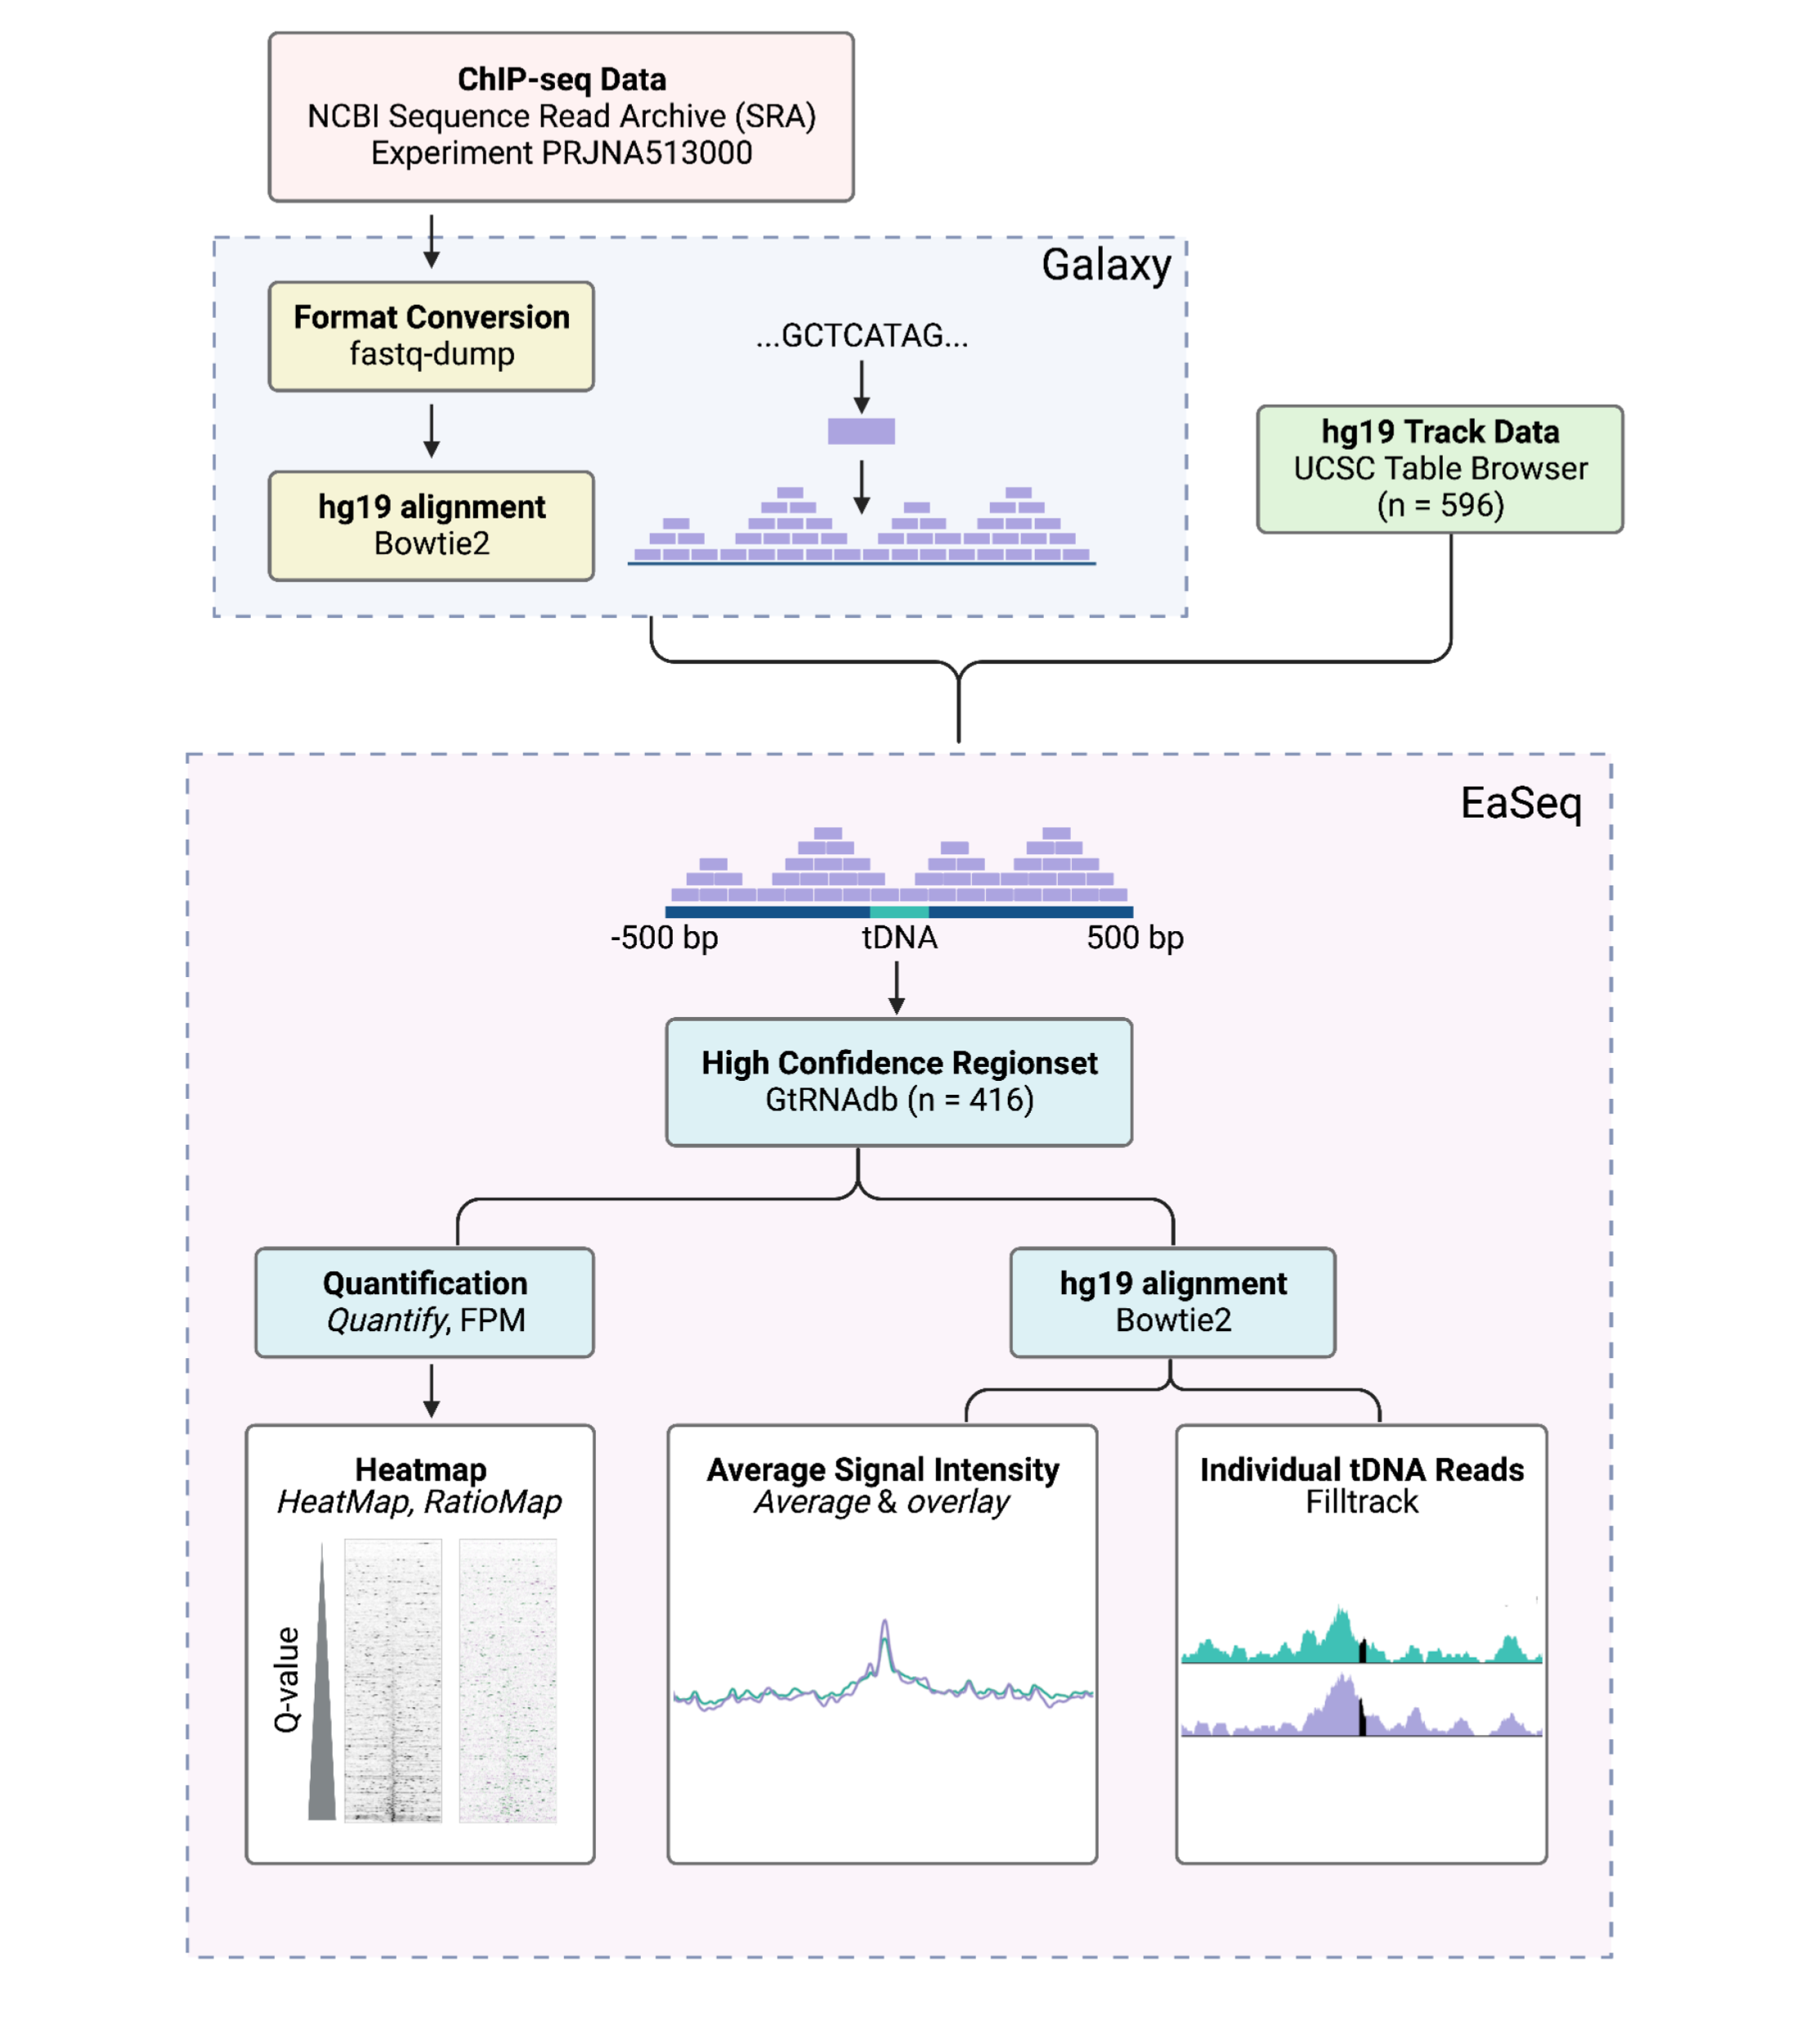 ChIP-seq Data
NCBI Sequence Read Archive (SRA)
Experiment PRJNA513000
Galaxy
Format Conversion
fastq-dump
...GCTCATAG...
hg19 alignment
Bowtie2
hg19 Track Data
UCSC Table Browser
(n = 596)
EaSeq
-500 bp
tDNA
500 bp
High Confidence Regionset
GtRNAdb (n = 416)
Quantification
Quantify, FPM
hg19 alignment
Bowtie2
Heatmap
HeatMap, RatioMap
Q-value
Average Signal Intensity
Average & overlay
Individual tDNA Reads
Filltrack